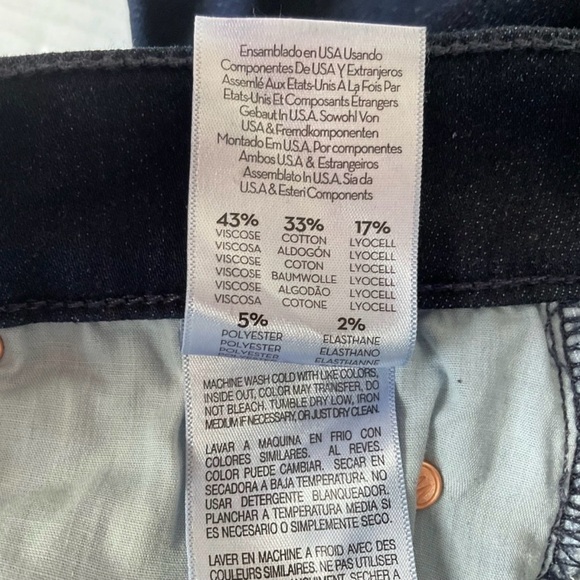 Ensamblado en USA Usando
Componentes De USA Y Extranjeros
Assemlé Aux Etats-Unis A La Fois Par
Etats-Unis Et Composants Etrangers
Gebaut In U.S.A. Sowohl Von
USA & Fremdkomponenten
Montado Em U.S.A. Por componentes
Ambos U.S.A & Estrangeiros
Assemblato In U.S.A. Sia da
U.S.A & Esteri Components
43% 33% 17%
VISCOSE COTTON LYOCELL
VISCOSA ALDOGÓN LYOCELL
VISCOSE COTON LYOCELL
VISKOSE BAUMWOLLE LYOCELL
VISCOSE ALGODÃO LYOCELL
VISCOSA COTONE LYOCELL
5% 2%
POLYESTER ELASTHANE
POLYESTER ELASTHANO
POLYESTER ELASTHANNE
MACHINE WASH COLD WITH LIKE COLORS,
INSIDE OUT, COLOR MAY TRANSFER, DO
NOT BLEACH. TUMBLE DRY LOW, IRON
MEDIUM IF NECESSARY, OR JUST DRY CLEAN.
LAVAR A MAQUINA EN FRIO CON
COLORES SIMILARES. AL REVES.
COLOR PUEDE CAMBIAR. SECAR EN
SECADORA A BAJA TEMPERATURA. NO
USAR DETERGENTE BLANQUEADOR.
PLANCHAR A TEMPERATURA MEDIA SI
ES NECESARIO O SIMPLEMENTE SECO.
LAVER EN MACHINE A FROID AVEC DES
COULEURS SIMILAIRES. NE PAS UTILISER
SECHER A